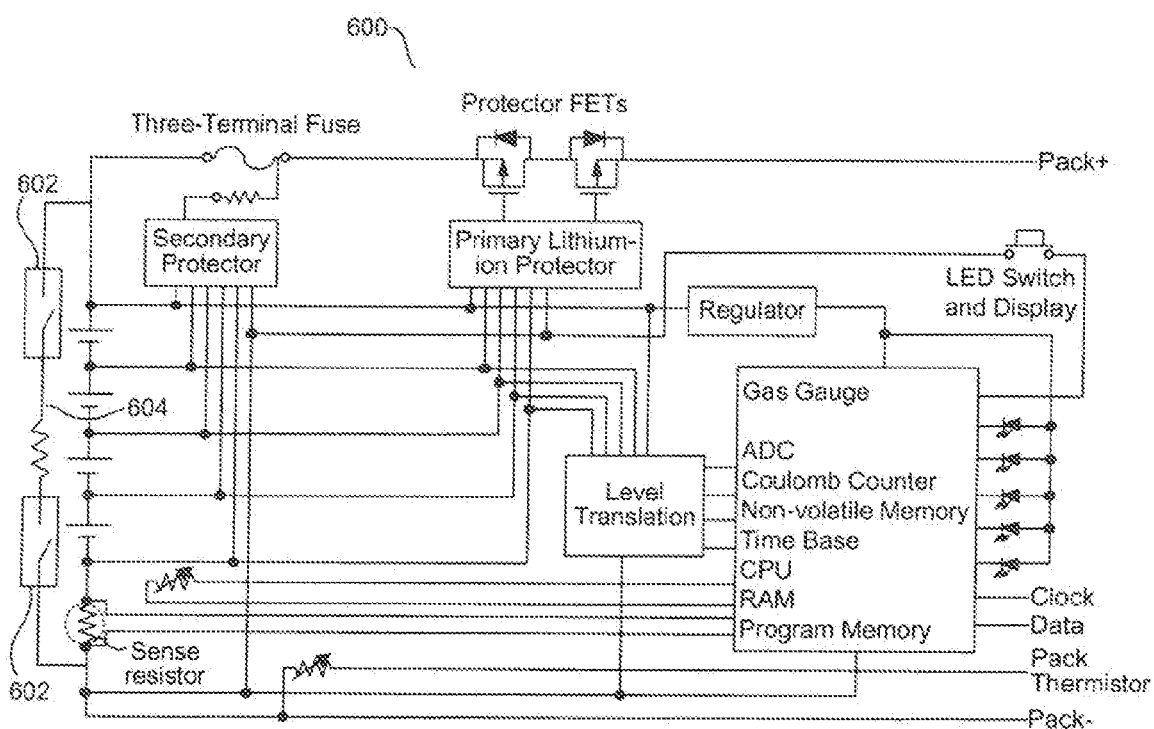 600
Protector FETs
Three-Terminal Fuse
Pack+
602
Secondary
Protector
Primary Lithium-
ion Protector
LED Switch
and Display
Regulator
604
Gas Gauge
ADC
Coulomb Counter
Non-volatile Memory
Time Base
CPU
RAM
Program Memory
Level
Translation
Clock
Data
Sense
resistor
602
Pack
Thermistor
Pack-